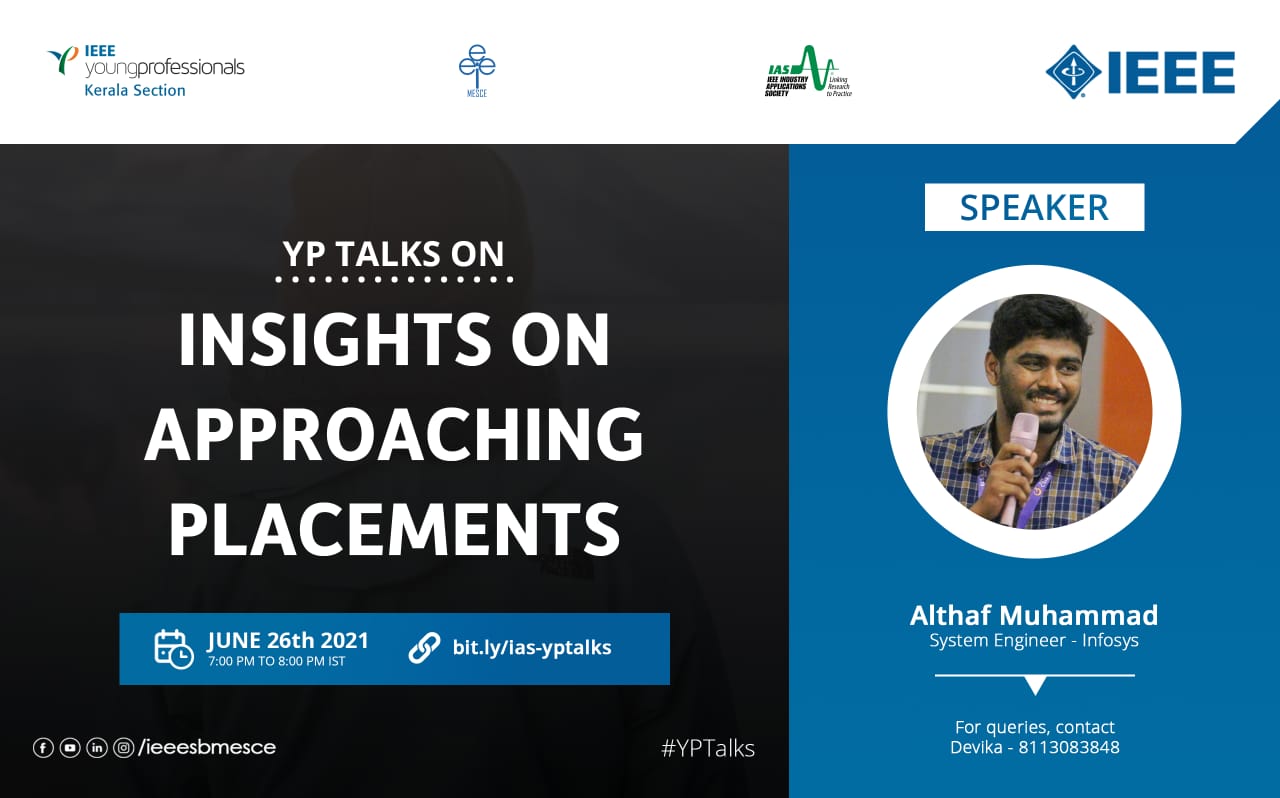 IEEE
youngprofessionals
Kerala Section
MESCE
IAS
IEEE INDUSTRY
APPLICATIONS
SOCIETY
Linking
Research
to Practice
IEEE
YP TALKS ON
INSIGHTS ON
APPROACHING
PLACEMENTS
JUNE 26th 2021
7:00 PM TO 8:00 PM IST
bit.ly/ias-yptalks
/ieeesbmesce
#YPTalks
SPEAKER
Althaf Muhammad
System Engineer - Infosys
For queries, contact
Devika - 8113083848